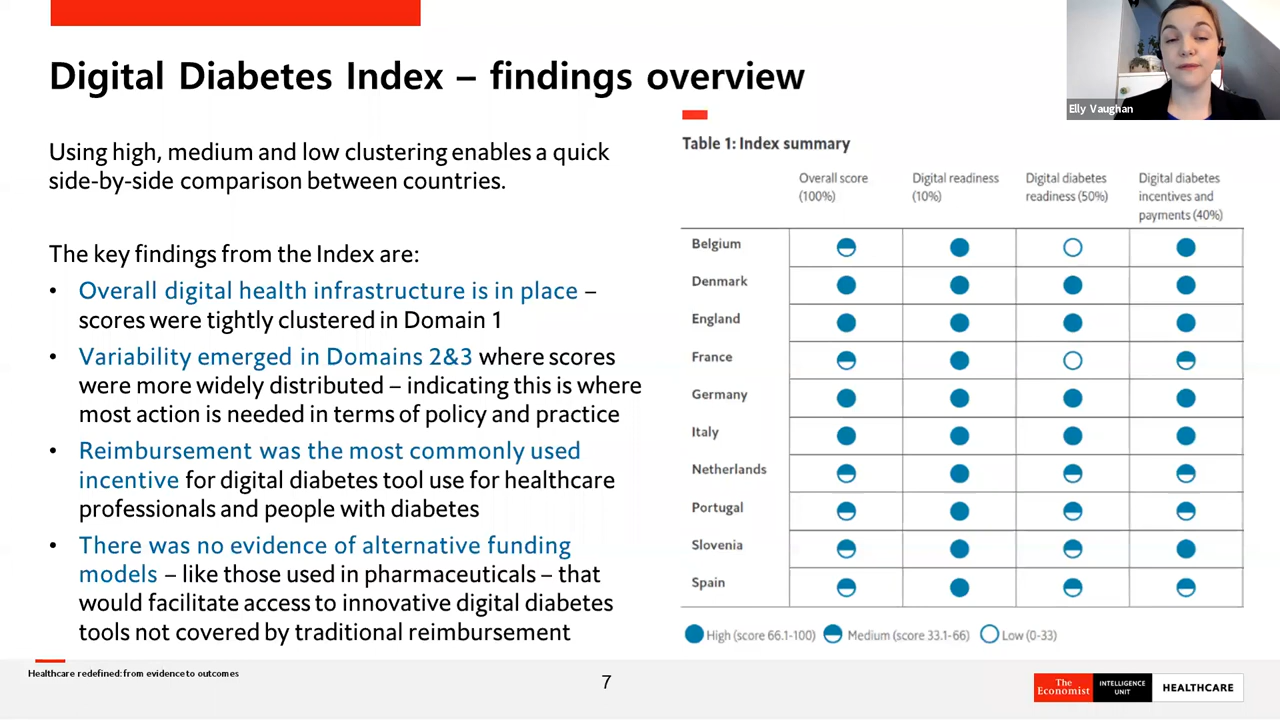 Digital Diabetes Index – findings overview
Elly Vaughan
Using high, medium and low clustering enables a quick
side-by-side comparison between countries.
The key findings from the Index are:
• Overall digital health infrastructure is in place –
scores were tightly clustered in Domain 1
• Variability emerged in Domains 2&3 where scores
were more widely distributed – indicating this is where
most action is needed in terms of policy and practice
• Reimbursement was the most commonly used
incentive for digital diabetes tool use for healthcare
professionals and people with diabetes
• There was no evidence of alternative funding
models – like those used in pharmaceuticals – that
would facilitate access to innovative digital diabetes
tools not covered by traditional reimbursement
Table 1: Index summary
Overall score
(100%)
Digital readiness
(10%)
Digital diabetes
readiness (50%)
Digital diabetes
incentives and
payments (40%)
Belgium
Denmark
England
France
Germany
Italy
Netherlands
Portugal
Slovenia
Spain
High (score 66.1-100) Medium (score 33.1-66) Low (0-33)
Healthcare redefined: from evidence to outcomes
7
The
Economist
INTELLIGENCE
UNIT
HEALTHCARE